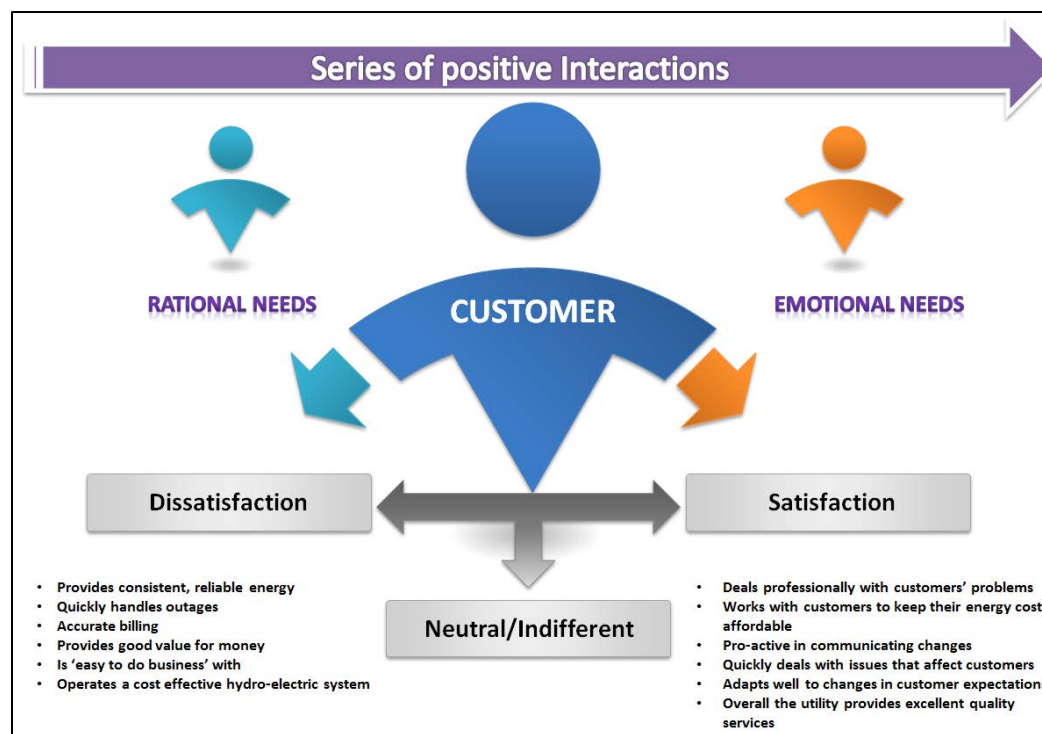 Series of positive Interactions
RATIONAL NEEDS
CUSTOMER
EMOTIONAL NEEDS
Dissatisfaction
Satisfaction
Neutral/Indifferent
• Provides consistent, reliable energy
• Quickly handles outages
• Accurate billing
• Provides good value for money
• Is ‘easy to do business’ with
• Operates a cost effective hydro-electric system
• Deals professionally with customers’ problems
• Works with customers to keep their energy cost
affordable
• Pro-active in communicating changes
• Quickly deals with issues that affect customers
• Adapts well to changes in customer expectation
• Overall the utility provides excellent quality
services